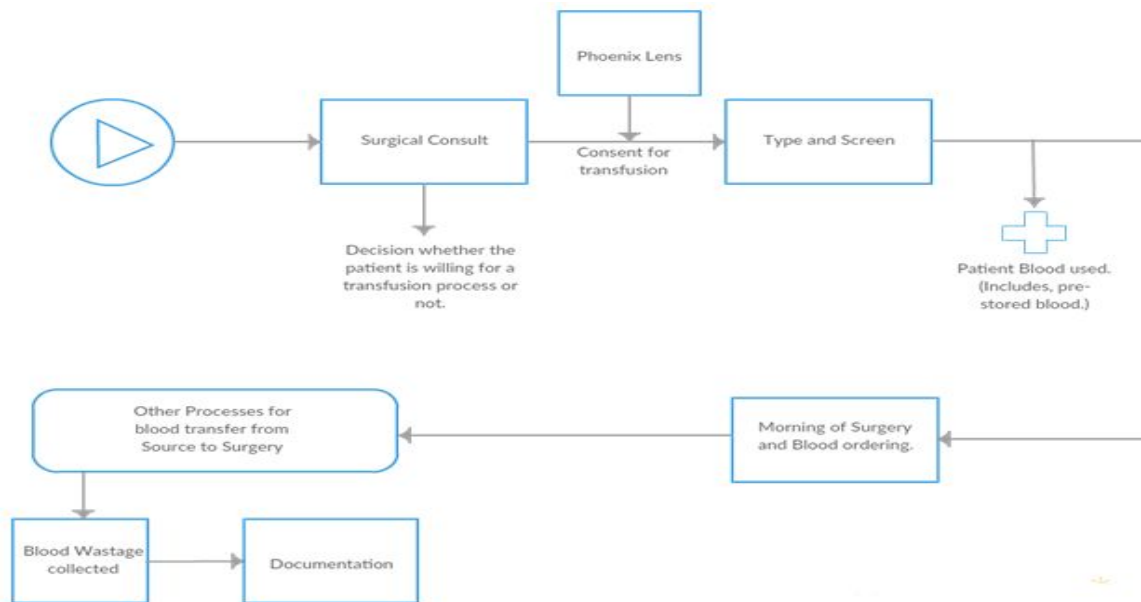 Phoenix Lens
Surgical Consult
Consent for
transfusion
Type and Screen
Decision whether the
patient is willing for a
transfusion process or
not.
Patient Blood used.
(Includes, pre-
stored blood.)
Other Processes for
blood transfer from
Source to Surgery
Morning of Surgery
and Blood ordering.
Blood Wastage
collected
Documentation